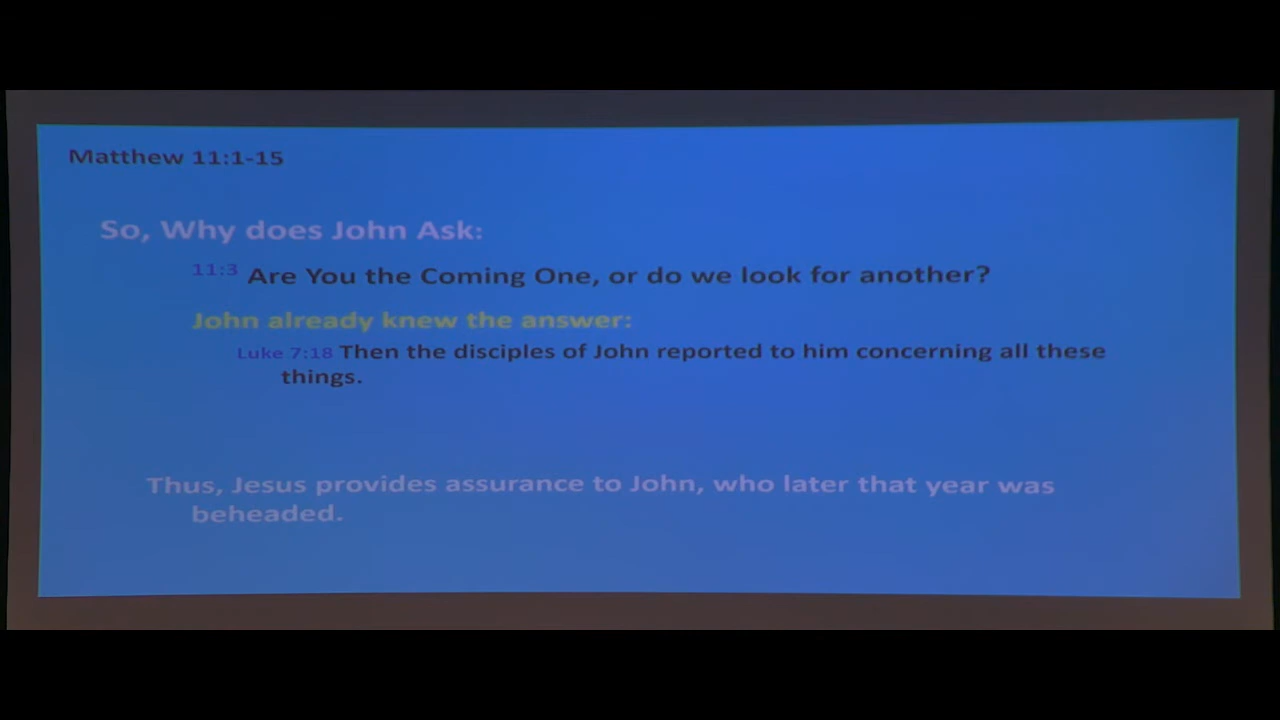 Matthew 11:1-15
So, Why does John Ask:
11:3 Are You the Coming One, or do we look for another?
John already knew the answer:
Luke 7:18 Then the disciples of John reported to him concerning all these
things.
Thus, Jesus provides assurance to John, who later that year was
beheaded.